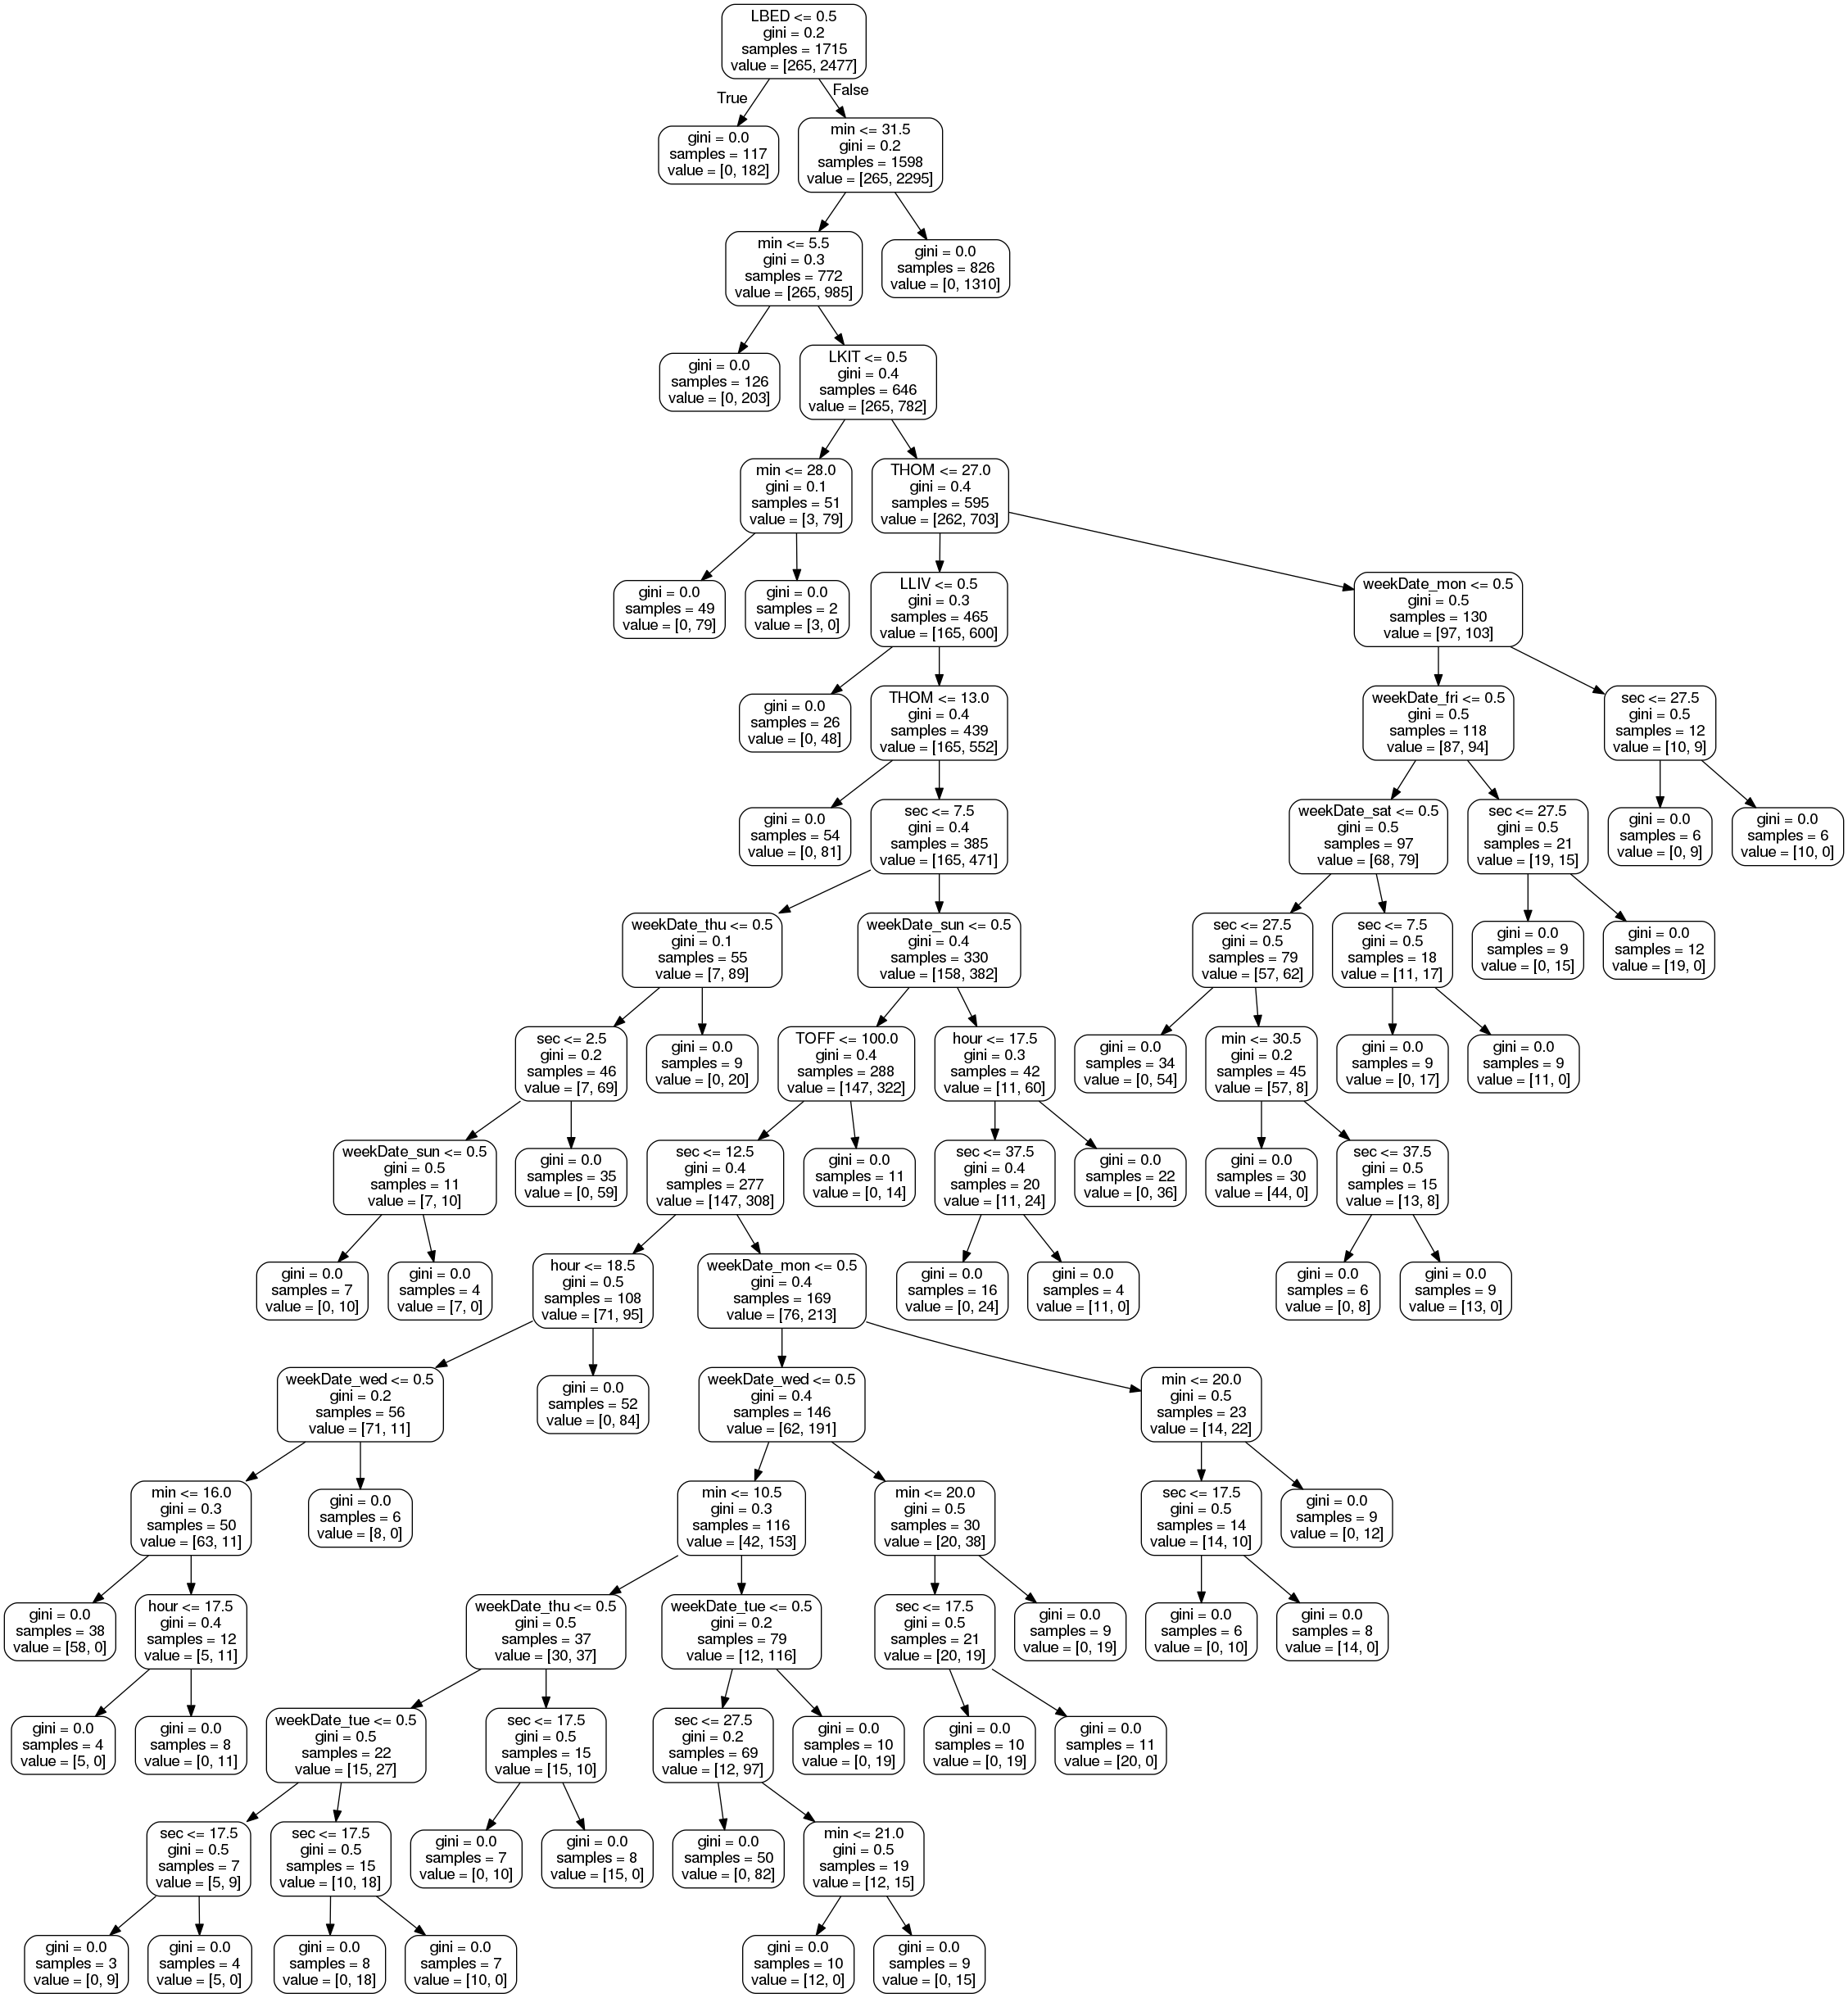 LBED <= 0.5
gini = 0.2
samples = 1715
value = [265, 2477]
True
False
gini = 0.0
samples = 117
value = [0, 182]
min <= 31.5
gini = 0.2
samples = 1598
value = [265, 2295]
min <= 5.5
gini = 0.3
samples = 772
value = [265, 985]
gini = 0.0
samples = 826
value = [0, 1310]
gini = 0.0
samples = 126
value = [0, 203]
LKIT <= 0.5
gini = 0.4
samples = 646
value = [265, 782]
min <= 28.0
gini = 0.1
samples = 51
value = [3, 79]
THOM <= 27.0
gini = 0.4
samples = 595
value = [262, 703]
gini = 0.0
samples = 49
value = [0, 79]
gini = 0.0
samples = 2
value = [3, 0]
LLIV <= 0.5
gini = 0.3
samples = 465
value = [165, 600]
weekDate_mon <= 0.5
gini = 0.5
samples = 130
value = [97, 103]
gini = 0.0
samples = 26
value = [0, 48]
THOM <= 13.0
gini = 0.4
samples = 439
value = [165, 552]
weekDate_fri <= 0.5
gini = 0.5
samples = 118
value = [87, 94]
sec <= 27.5
gini = 0.5
samples = 12
value = [10, 9]
gini = 0.0
samples = 54
value = [0, 81]
sec <= 7.5
gini = 0.4
samples = 385
value = [165, 471]
weekDate_sat <= 0.5
gini = 0.5
samples = 97
value = [68, 79]
sec <= 27.5
gini = 0.5
samples = 21
value = [19, 15]
gini = 0.0
samples = 6
value = [0, 9]
gini = 0.0
samples = 6
value = [10, 0]
weekDate_thu <= 0.5
gini = 0.1
samples = 55
value = [7, 89]
weekDate_sun <= 0.5
gini = 0.4
samples = 330
value = [158, 382]
sec <= 27.5
gini = 0.5
samples = 79
value = [57, 62]
sec <= 7.5
gini = 0.5
samples = 18
value = [11, 17]
gini = 0.0
samples = 9
value = [0, 15]
gini = 0.0
samples = 12
value = [19, 0]
sec <= 2.5
gini = 0.2
samples = 46
value = [7, 69]
gini = 0.0
samples = 9
value = [0, 20]
TOFF <= 100.0
gini = 0.4
samples = 288
value = [147, 322]
hour <= 17.5
gini = 0.3
samples = 42
value = [11, 60]
gini = 0.0
samples = 34
value = [0, 54]
min <= 30.5
gini = 0.2
samples = 45
value = [57, 8]
gini = 0.0
samples = 9
value = [0, 17]
gini = 0.0
samples = 9
value = [11, 0]
weekDate_sun <= 0.5
gini = 0.5
samples = 11
value = [7, 10]
gini = 0.0
samples = 35
value = [0, 59]
sec <= 12.5
gini = 0.4
samples = 277
value = [147, 308]
gini = 0.0
samples = 11
value = [0, 14]
sec <= 37.5
gini = 0.4
samples = 20
value = [11, 24]
gini = 0.0
samples = 22
value = [0, 36]
gini = 0.0
samples = 30
value = [44, 0]
sec <= 37.5
gini = 0.5
samples = 15
value = [13, 8]
gini = 0.0
samples = 7
value = [0, 10]
gini = 0.0
samples = 4
value = [7, 0]
hour <= 18.5
gini = 0.5
samples = 108
value = [71, 95]
weekDate_mon <= 0.5
gini = 0.4
samples = 169
value = [76, 213]
gini = 0.0
samples = 16
value = [0, 24]
gini = 0.0
samples = 4
value = [11, 0]
gini = 0.0
samples = 6
value = [0, 8]
gini = 0.0
samples = 9
value = [13, 0]
weekDate_wed <= 0.5
gini = 0.2
samples = 56
value = [71, 11]
gini = 0.0
samples = 52
value = [0, 84]
weekDate_wed <= 0.5
gini = 0.4
samples = 146
value = [62, 191]
min <= 20.0
gini = 0.5
samples = 23
value = [14, 22]
min <= 16.0
gini = 0.3
samples = 50
value = [63, 11]
gini = 0.0
samples = 6
value = [8, 0]
min <= 10.5
gini = 0.3
samples = 116
value = [42, 153]
min <= 20.0
gini = 0.5
samples = 30
value = [20, 38]
sec <= 17.5
gini = 0.5
samples = 14
value = [14, 10]
gini = 0.0
samples = 9
value = [0, 12]
gini = 0.0
samples = 38
value = [58, 0]
hour <= 17.5
gini = 0.4
samples = 12
value = [5, 11]
weekDate_thu <= 0.5
gini = 0.5
samples = 37
value = [30, 37]
weekDate_tue <= 0.5
gini = 0.2
samples = 79
value = [12, 116]
sec <= 17.5
gini = 0.5
samples = 21
value = [20, 19]
gini = 0.0
samples = 9
value = [0, 19]
gini = 0.0
samples = 6
value = [0, 10]
gini = 0.0
samples = 8
value = [14, 0]
gini = 0.0
samples = 4
value = [5, 0]
gini = 0.0
samples = 8
value = [0, 11]
weekDate_tue <= 0.5
gini = 0.5
samples = 22
value = [15, 27]
sec <= 17.5
gini = 0.5
samples = 15
value = [15, 10]
sec <= 27.5
gini = 0.2
samples = 69
value = [12, 97]
gini = 0.0
samples = 10
value = [0, 19]
gini = 0.0
samples = 10
value = [0, 19]
gini = 0.0
samples = 11
value = [20, 0]
sec <= 17.5
gini = 0.5
samples = 7
value = [5, 9]
sec <= 17.5
gini = 0.5
samples = 15
value = [10, 18]
gini = 0.0
samples = 7
value = [0, 10]
gini = 0.0
samples = 8
value = [15, 0]
gini = 0.0
samples = 50
value = [0, 82]
min <= 21.0
gini = 0.5
samples = 19
value = [12, 15]
gini = 0.0
samples = 3
value = [0, 9]
gini = 0.0
samples = 4
value = [5, 0]
gini = 0.0
samples = 8
value = [0, 18]
gini = 0.0
samples = 7
value = [10, 0]
gini = 0.0
samples = 10
value = [12, 0]
gini = 0.0
samples = 9
value = [0, 15]